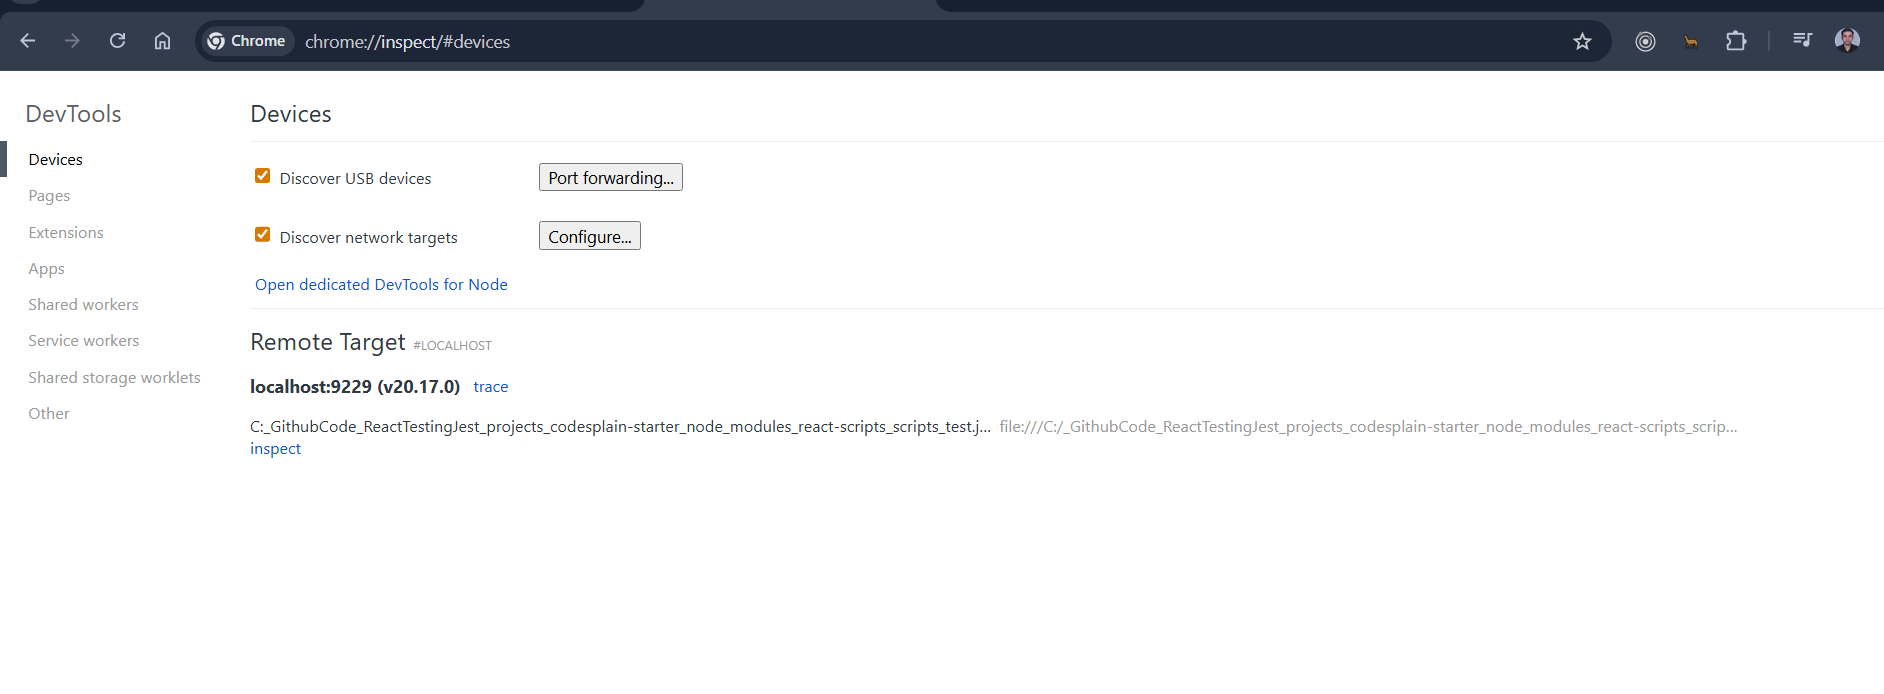 Chrome chrome://inspect/#devices
DevTools
Devices
Pages
Extensions
Apps
Shared workers
Service workers
Shared storage worklets
Other
Devices
Discover USB devices Port forwarding...
Discover network targets Configure...
Open dedicated DevTools for Node
Remote Target #LOCALHOST
localhost:9229 (v20.17.0) trace
C:_GithubCode_ReactTestingJest_projects_codesplain-starter_node_modules_react-scripts_scripts_test.j... file:///C:/_GithubCode_ReactTestingJest_projects_codesplain-starter_node_modules_react-scripts_scrip...
inspect